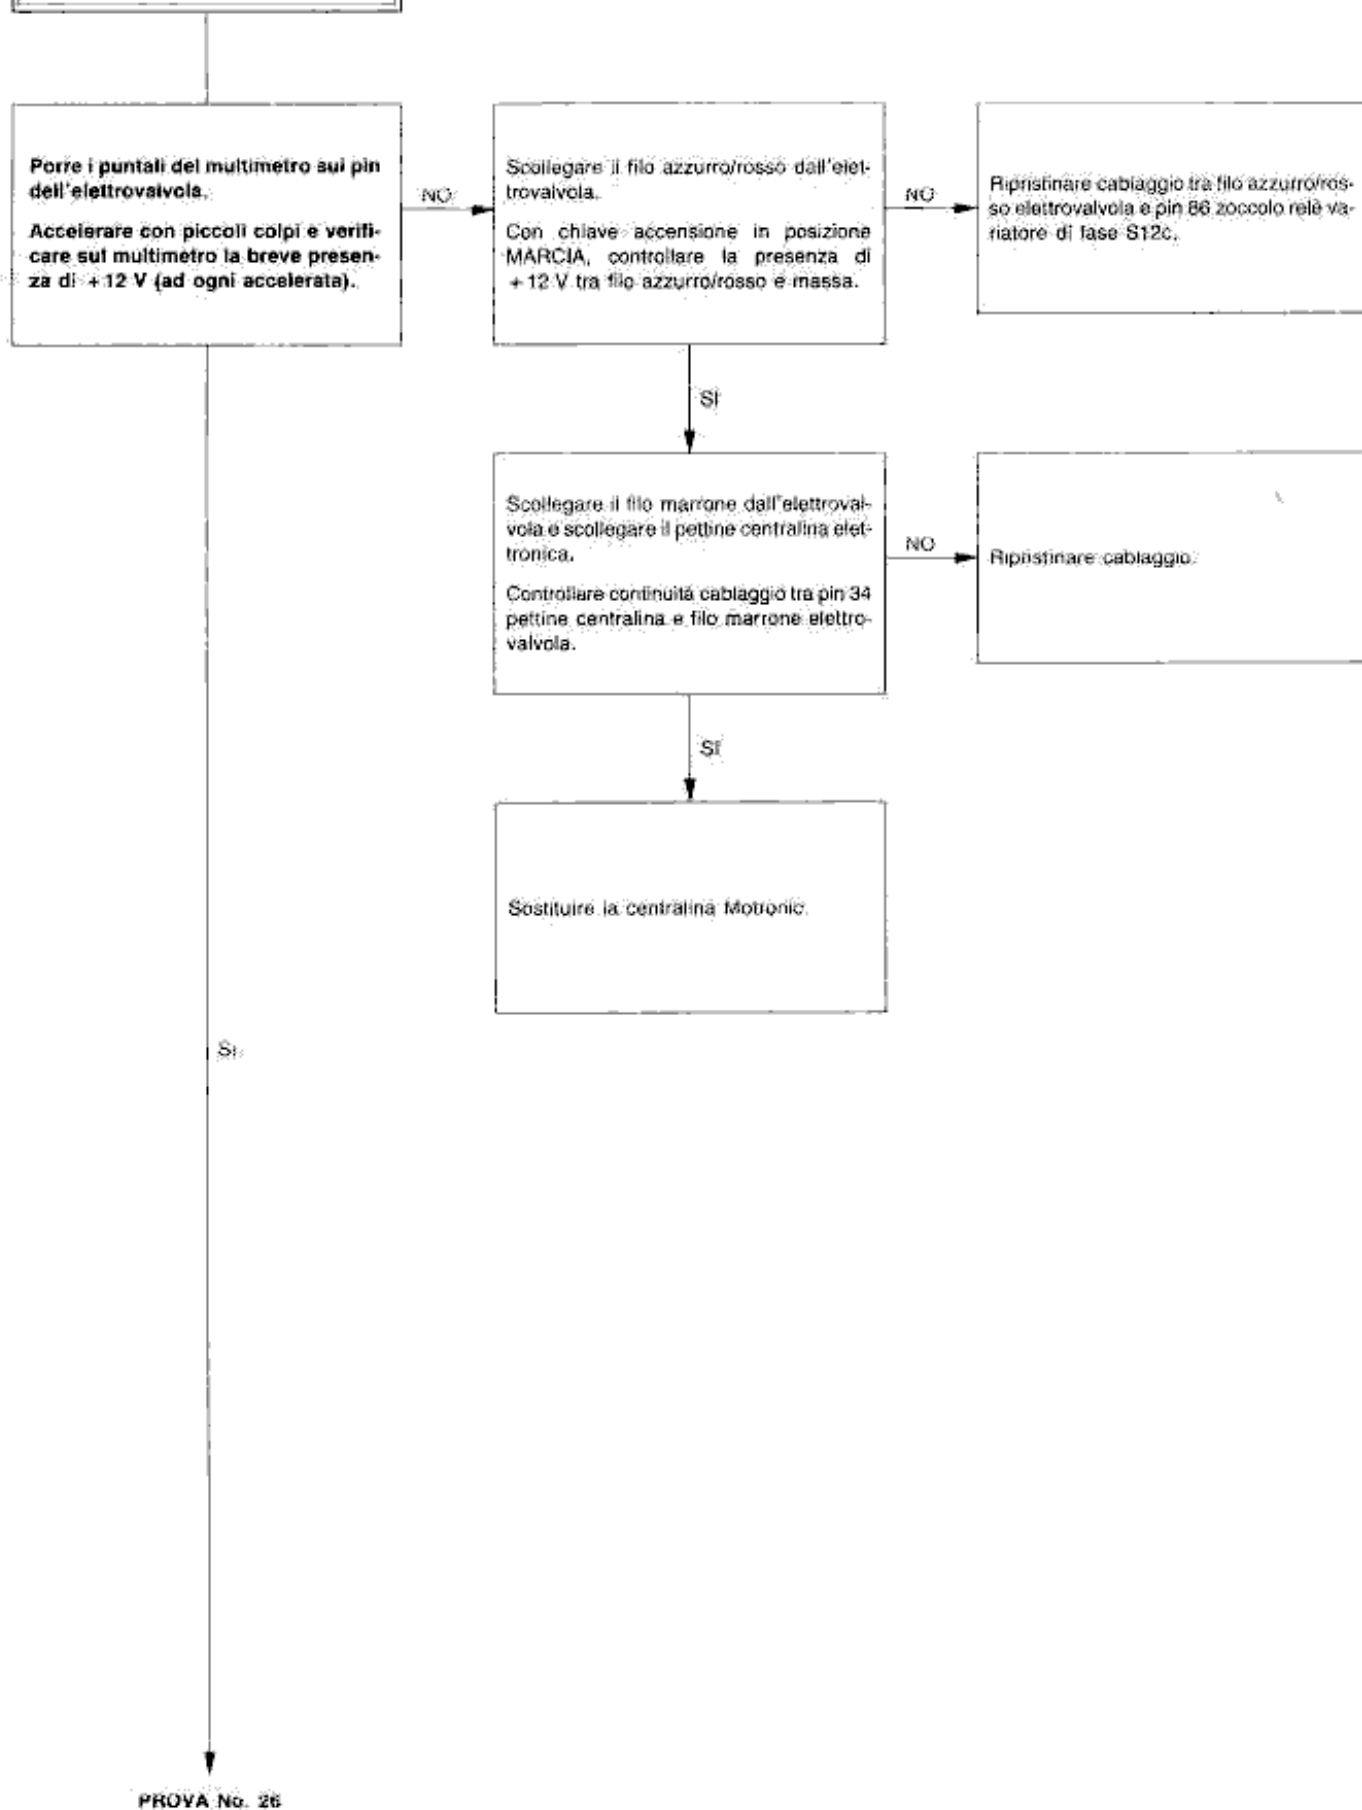 Porre i puntali del multimetro sui pin
dell'elettrovalvola.
Accelerare con piccoli colpi e verifi-
care sul multimetro la breve presen-
za di +12 V (ad ogni accelerata).
NO
Scollegare il filo azzurro/rosso dall'elet-
trovalvola.
Con chiave accensione in posizione
MARCIA, controllare la presenza di
+12 V tra filo azzurro/rosso e massa.
NO
Ripristinare cablaggio tra filo azzurro/ros-
so elettrovalvola e pin 86 zoccolo relè va-
riatore di fase S12c.
SI
Scollegare il filo marrone dall'elettroval-
vola e scollegare il pettine centralina elet-
tronica.
Controllare continuità cablaggio tra pin 34
pettine centralina e filo marrone elettro-
valvola.
NO
Ripristinare cablaggio.
SI
Sostituire la centralina Motronic.
SI
PROVA No. 26